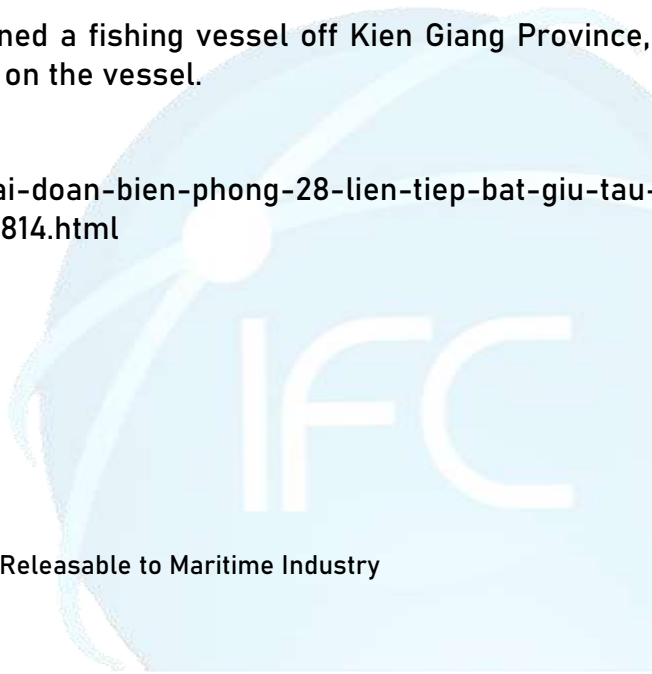 ned a fishing vessel off Kien Giang Province,
on the vessel.
ai-doan-bien-phong-28-lien-tiep-bat-giu-tau-
814.html
IFC
Releasable to Maritime Industry